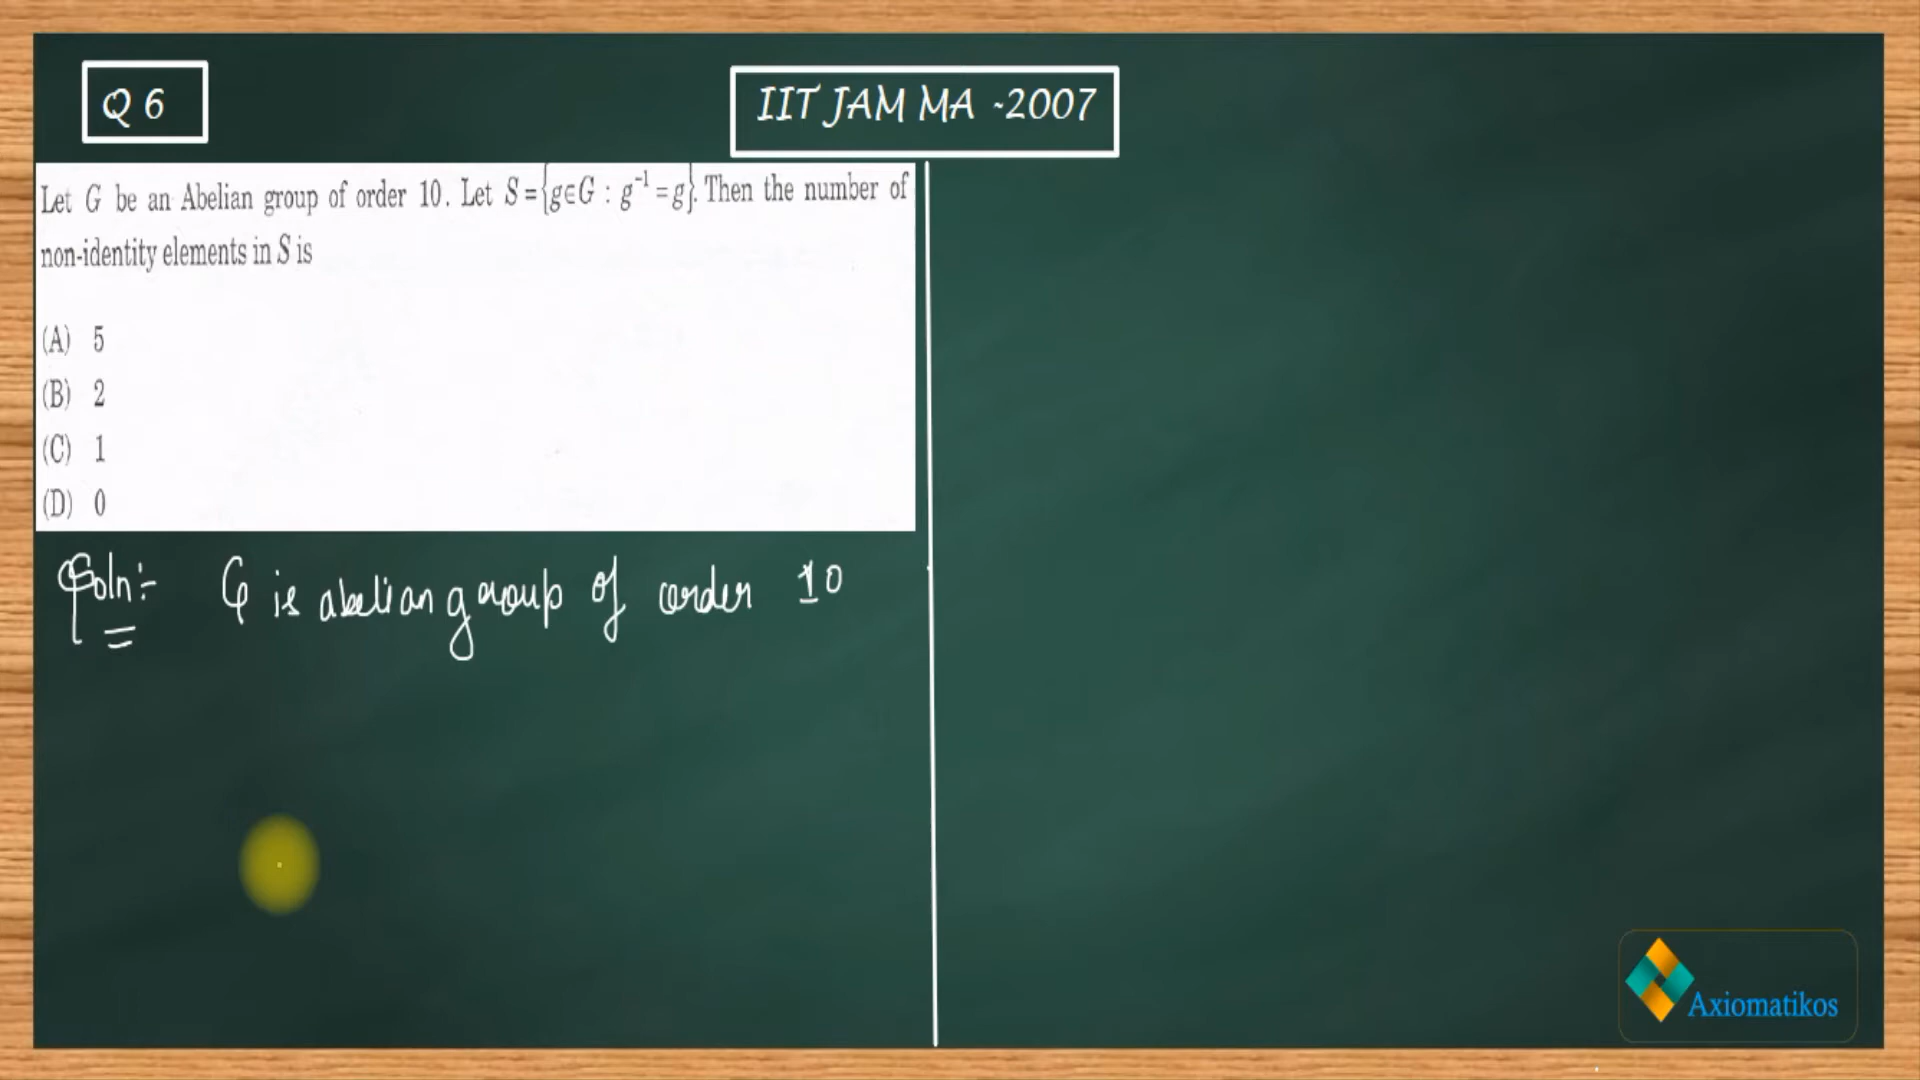 Q 6
IIT JAM MA -2007
Let G be an Abelian group of order 10. Let S = {g∈G : g⁻¹ = g}. Then the number of
non-identity elements in S is
(A) 5
(B) 2
(C) 1
(D) 0
Soln:- G is abelian group of order 10
Axiomatikos